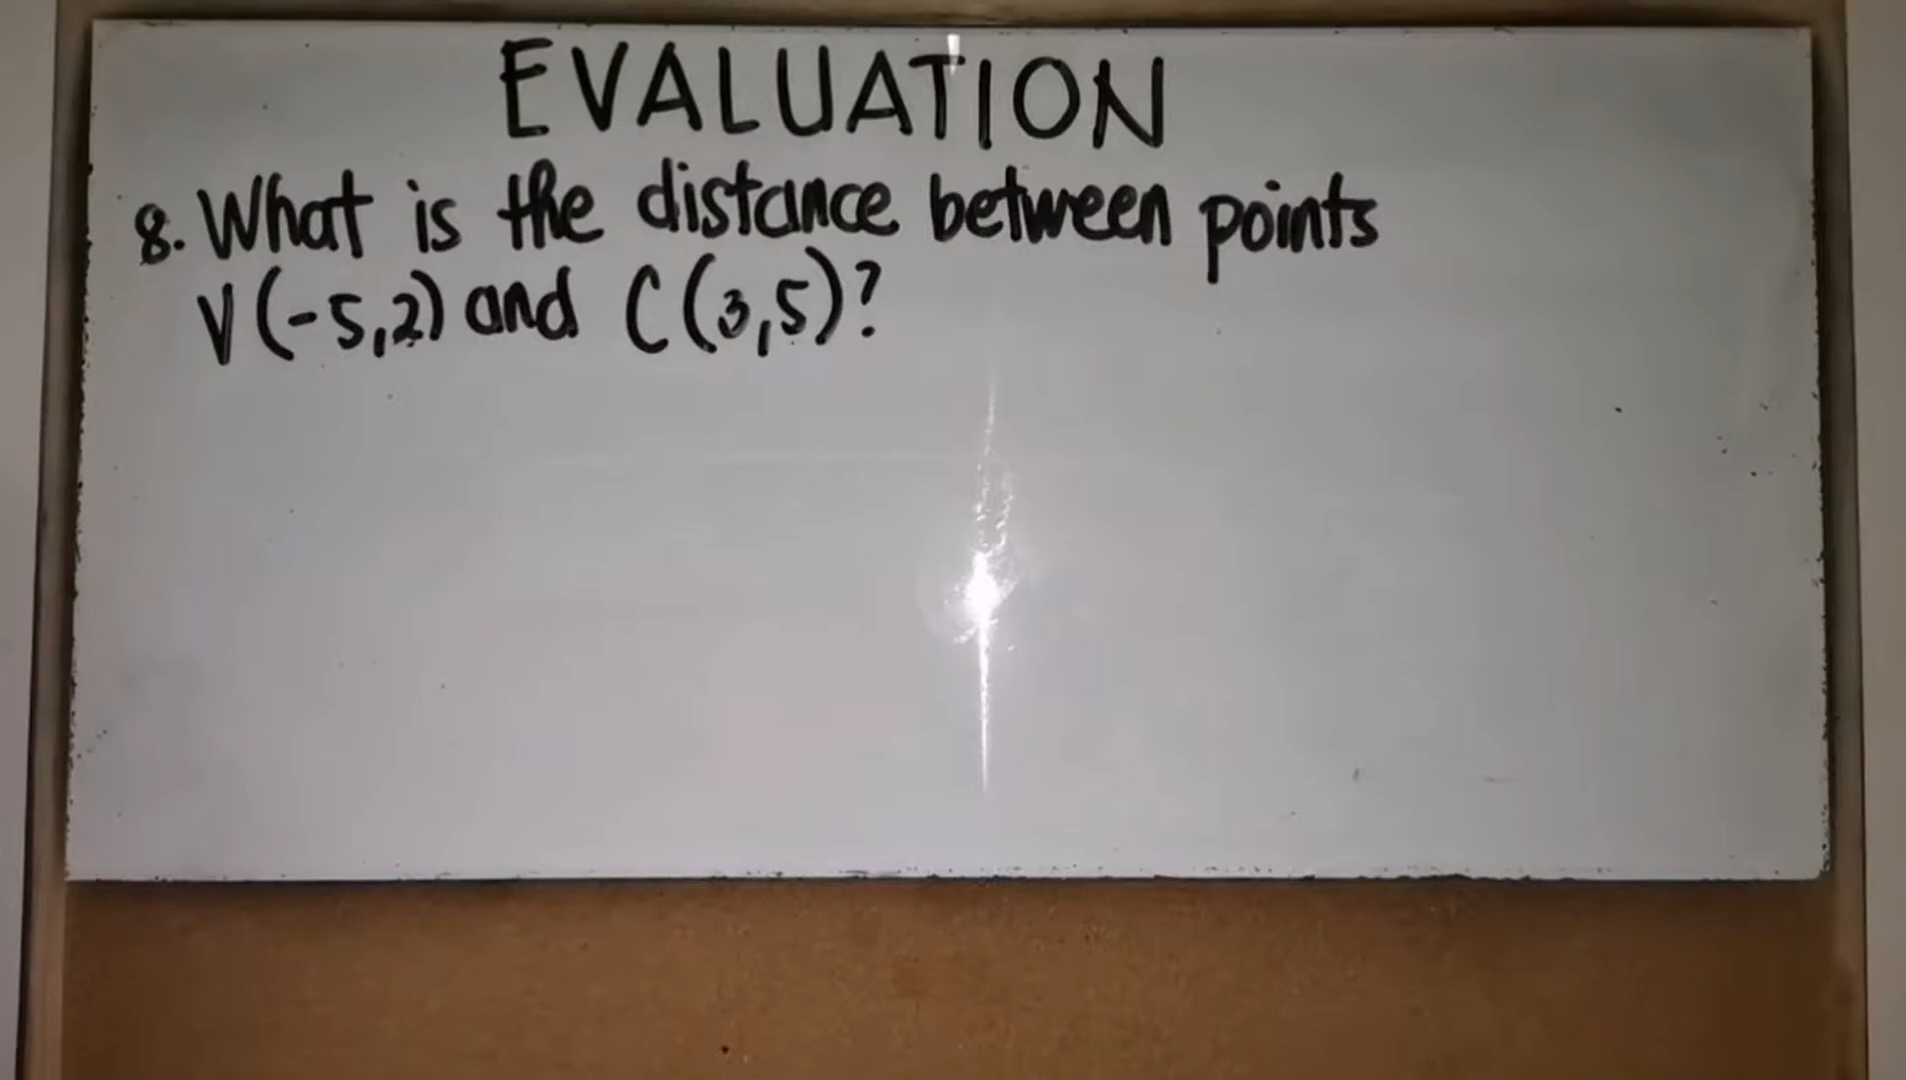 EVALUATION
8. What is the distance between points
V(-5,2) and C(3,5)?